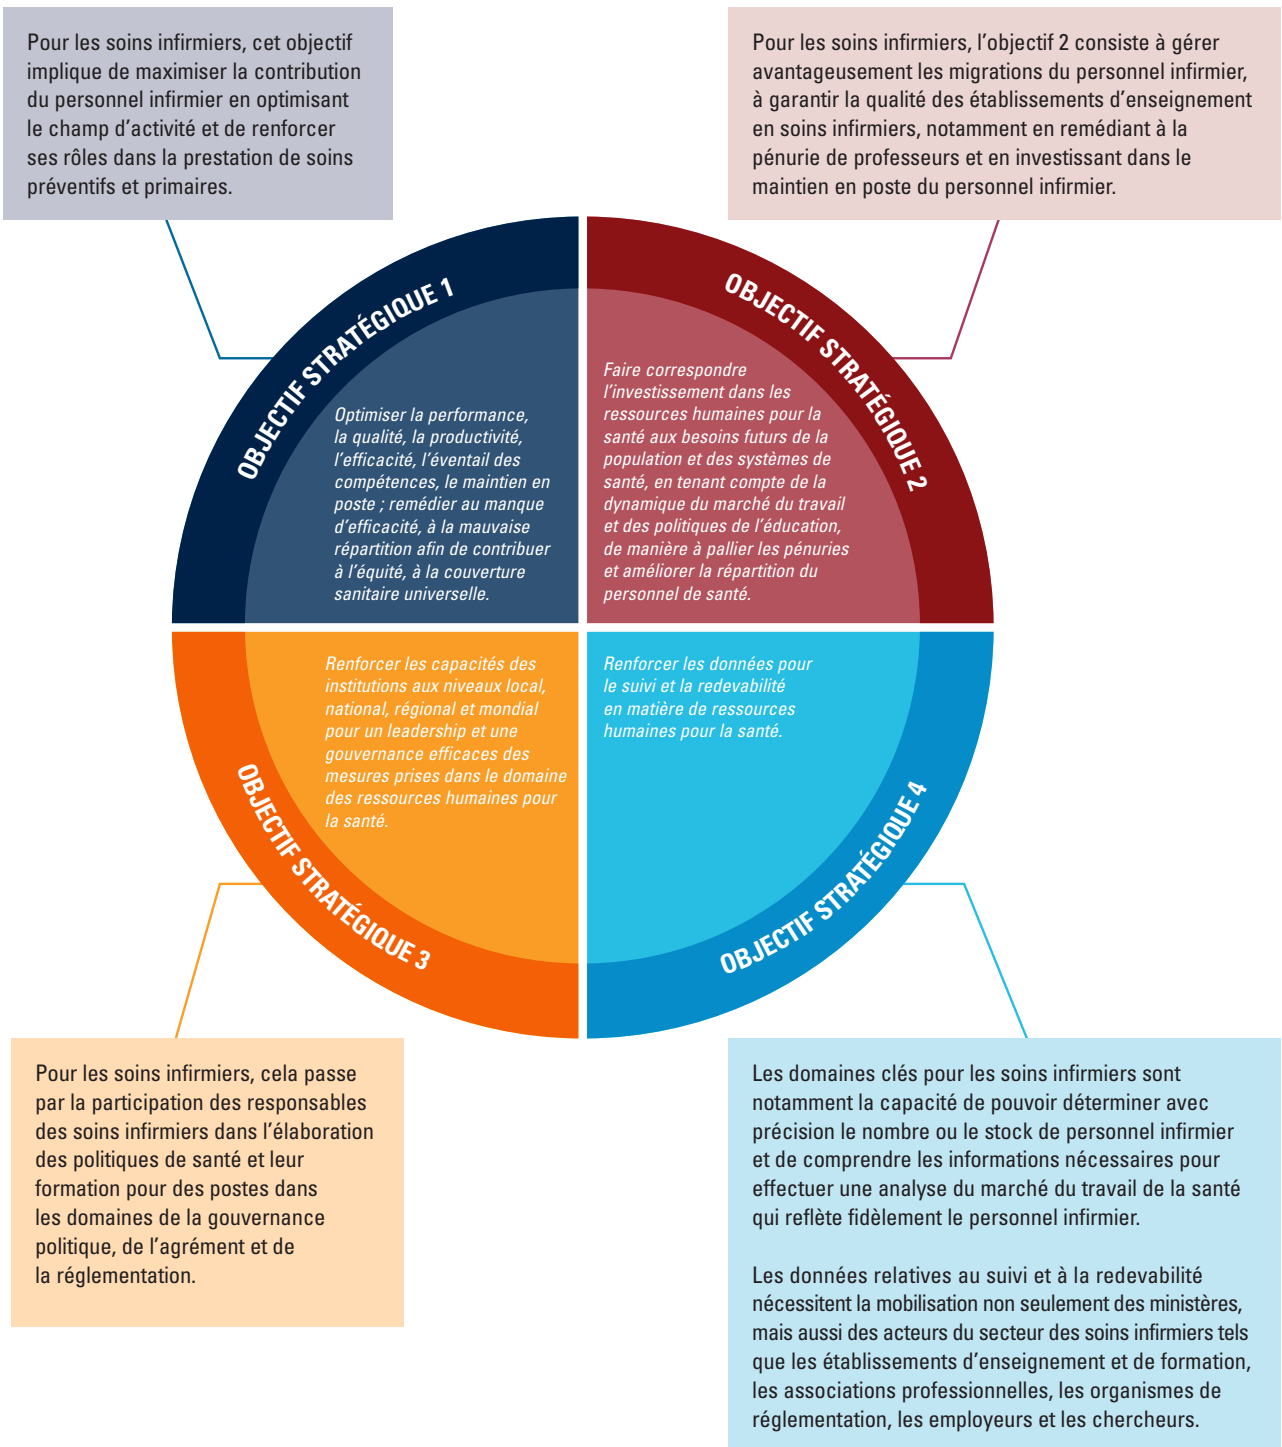 Pour les soins infirmiers, cet objectif
implique de maximiser la contribution
du personnel infirmier en optimisant
le champ d’activité et de renforcer
ses rôles dans la prestation de soins
préventifs et primaires.
Pour les soins infirmiers, l’objectif 2 consiste à gérer
avantageusement les migrations du personnel infirmier,
à garantir la qualité des établissements d’enseignement
en soins infirmiers, notamment en remédiant à la
pénurie de professeurs et en investissant dans le
maintien en poste du personnel infirmier.
OBJECTIF STRATÉGIQUE 1
Optimiser la performance,
la qualité, la productivité,
l’efficacité, l’éventail des
compétences, le maintien en
poste ; remédier au manque
d’efficacité, à la mauvaise
répartition afin de contribuer
à l’équité, à la couverture
sanitaire universelle.
OBJECTIF STRATÉGIQUE 2
Faire correspondre
l’investissement dans les
ressources humaines pour la
santé aux besoins futurs de la
population et des systèmes de
santé, en tenant compte de la
dynamique du marché du travail
et des politiques de l’éducation,
de manière à pallier les pénuries
et améliorer la répartition du
personnel de santé.
OBJECTIF STRATÉGIQUE 3
Renforcer les capacités des
institutions aux niveaux local,
national, régional et mondial
pour un leadership et une
gouvernance efficaces des
mesures prises dans le domaine
des ressources humaines pour
la santé.
OBJECTIF STRATÉGIQUE 4
Renforcer les données pour
le suivi et la redevabilité
en matière de ressources
humaines pour la santé.
Pour les soins infirmiers, cela passe
par la participation des responsables
des soins infirmiers dans l’élaboration
des politiques de santé et leur
formation pour des postes dans
les domaines de la gouvernance
politique, de l’agrément et de
la réglementation.
Les domaines clés pour les soins infirmiers sont
notamment la capacité de pouvoir déterminer avec
précision le nombre ou le stock de personnel infirmier
et de comprendre les informations nécessaires pour
effectuer une analyse du marché du travail de la santé
qui reflète fidèlement le personnel infirmier.
Les données relatives au suivi et à la redevabilité
nécessitent la mobilisation non seulement des ministères,
mais aussi des acteurs du secteur des soins infirmiers tels
que les établissements d’enseignement et de formation,
les associations professionnelles, les organismes de
réglementation, les employeurs et les chercheurs.